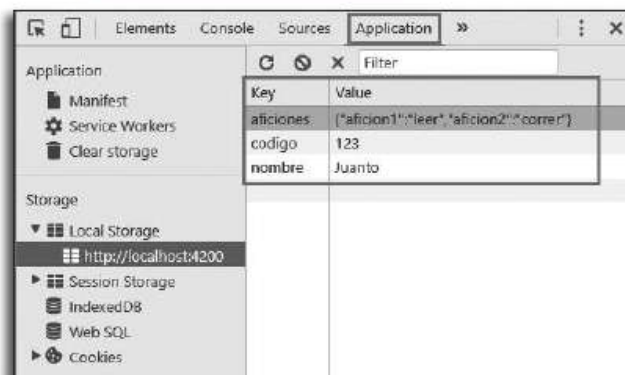 Elements Console Sources Application »
Application
Manifest
Service Workers
Clear storage
Storage
Local Storage
http://localhost:4200
Session Storage
IndexedDB
Web SQL
Cookies
Filter
Key Value
aficiones {"aficion1":"leer","aficion2":"correr"}
codigo 123
nombre Juanto